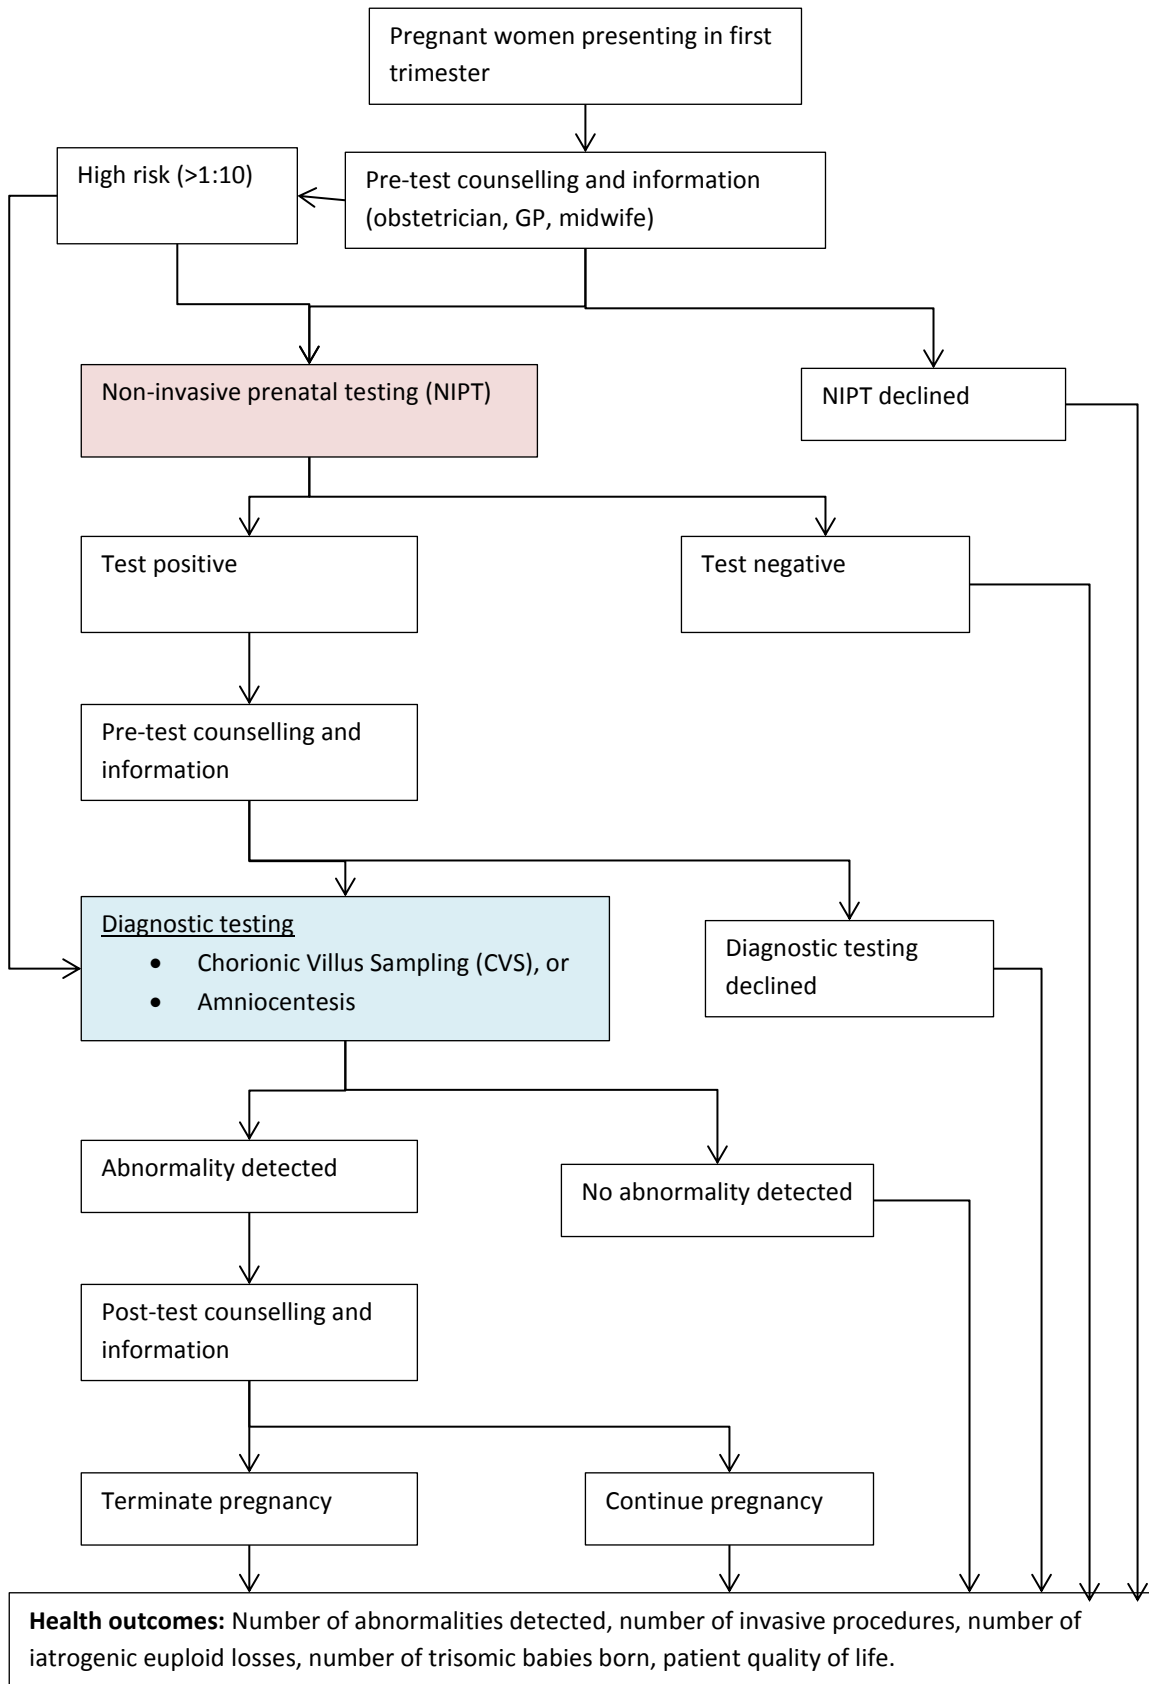 Pregnant women presenting in first
trimester
High risk (>1:10)
Pre-test counselling and information
(obstetrician, GP, midwife)
Non-invasive prenatal testing (NIPT)
NIPT declined
Test positive
Test negative
Pre-test counselling and
information
Diagnostic testing
• Chorionic Villus Sampling (CVS), or
• Amniocentesis
Diagnostic testing
declined
Abnormality detected
No abnormality detected
Post-test counselling and
information
Terminate pregnancy
Continue pregnancy
Health outcomes: Number of abnormalities detected, number of invasive procedures, number of
iatrogenic euploid losses, number of trisomic babies born, patient quality of life.